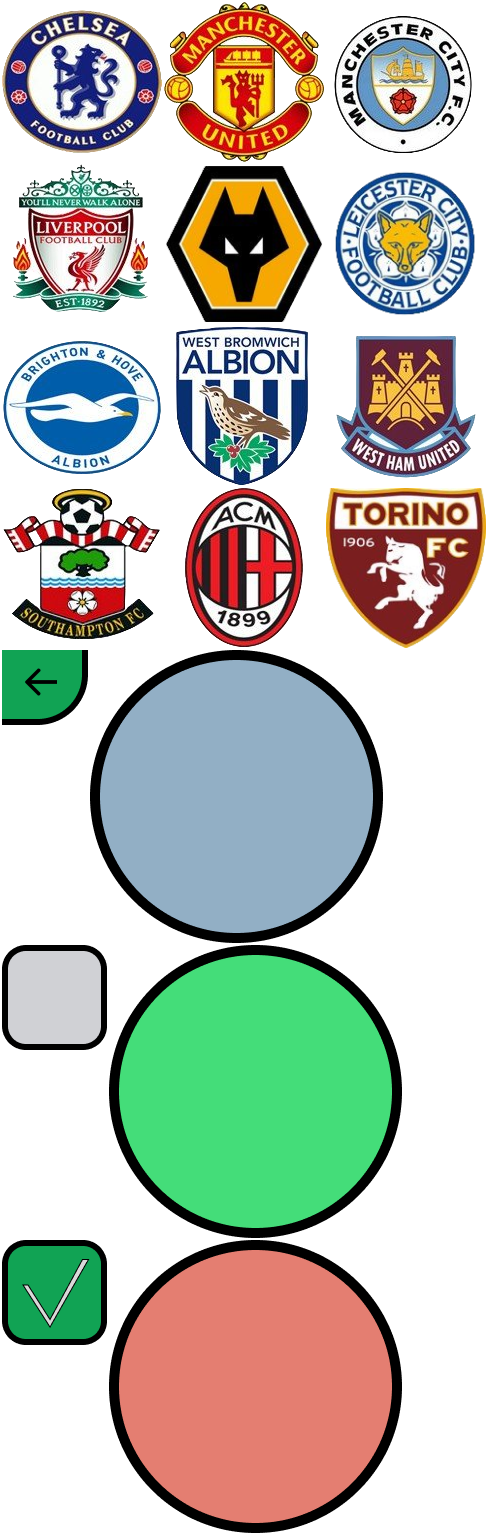 CHELSEA
FOOTBALL CLUB
MANCHESTER
UNITED
MANCHESTER CITY F.C.
YOU'LL NEVER WALK ALONE
LIVERPOOL
FOOTBALL CLUB
EST·1892
LEICESTER CITY
FOOTBALL CLUB
BRIGHTON & HOVE
ALBION
WEST BROMWICH
ALBION
WEST HAM UNITED
SOUTHAMPTON FC
ACM
1899
TORINO
1906
FC